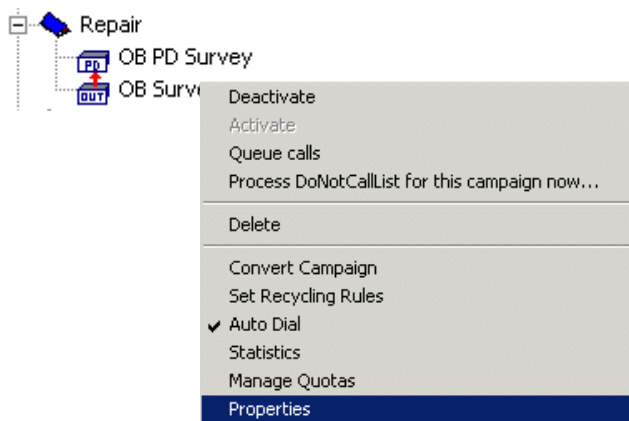 Repair
PD
OB PD Survey
OUT
OB Surv
Deactivate
Activate
Queue calls
Process DoNotCallList for this campaign now...
Delete
Convert Campaign
Set Recycling Rules
Auto Dial
Statistics
Manage Quotas
Properties